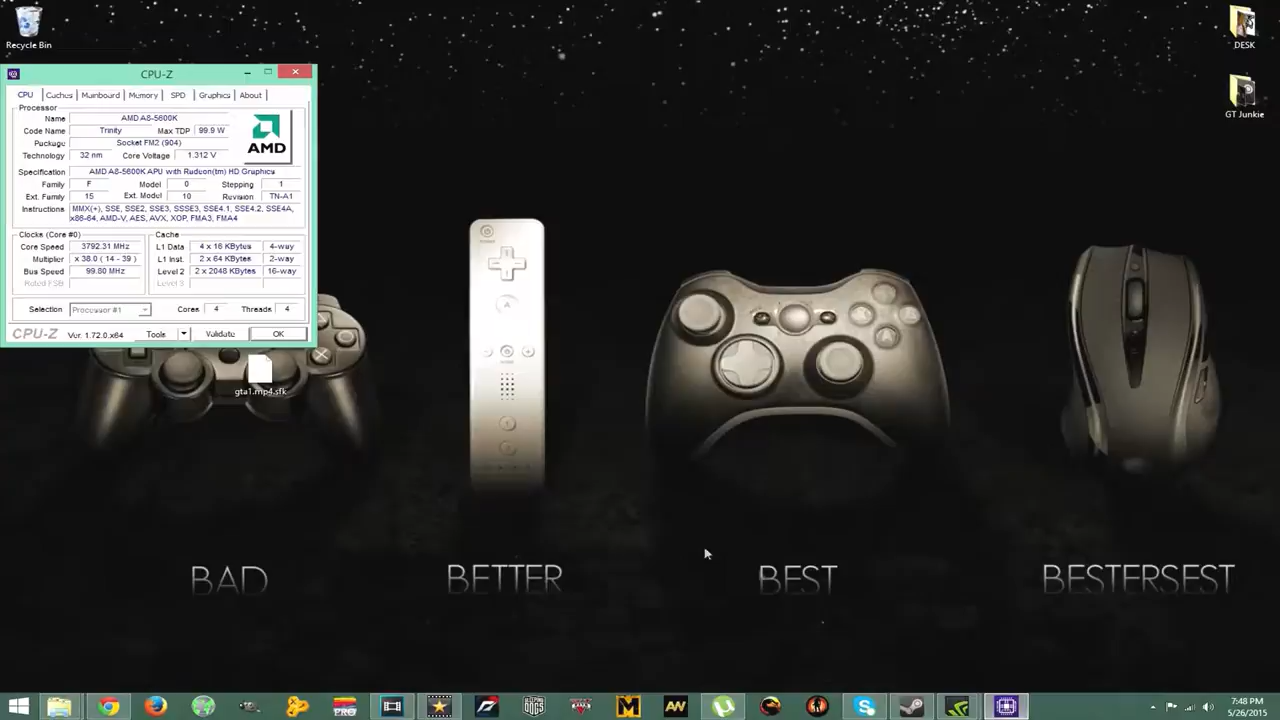 Recycle Bin
DESK
GT Junkie
CPU-Z
CPU Caches Mainboard Memory SPD Graphics About
Processor
Name AMD A8-5600K
Code Name Trinity Max TDP 99.9 W
Package Socket FM2 (904)
Technology 32 nm Core Voltage 1.312 V
AMD
Specification AMD A8-5600K APU with Radeon(tm) HD Graphics
Family F Model 0 Stepping 1
Ext. Family 15 Ext. Model 10 Revision TN-A1
Instructions MMX(+), SSE, SSE2, SSE3, SSSE3, SSE4.1, SSE4.2, SSE4A,
x86-64, AMD-V, AES, AVX, XOP, FMA3, FMA4
Clocks (Core #0)
Core Speed 3792.31 MHz
Multiplier x 38.0 ( 14 - 39 )
Bus Speed 99.80 MHz
Rated FSB
Cache
L1 Data 4 x 16 KBytes 4-way
L1 Inst. 2 x 64 KBytes 2-way
Level 2 2 x 2048 KBytes 16-way
Level 3
Selection Processor #1 Cores 4 Threads 4
CPU-Z Ver. 1.72.0.x64 Tools Validate OK
gta1.mp4.sfk
A
BAD BETTER BEST BESTERSEST
PRO
M
AW
7:48 PM
5/26/2015